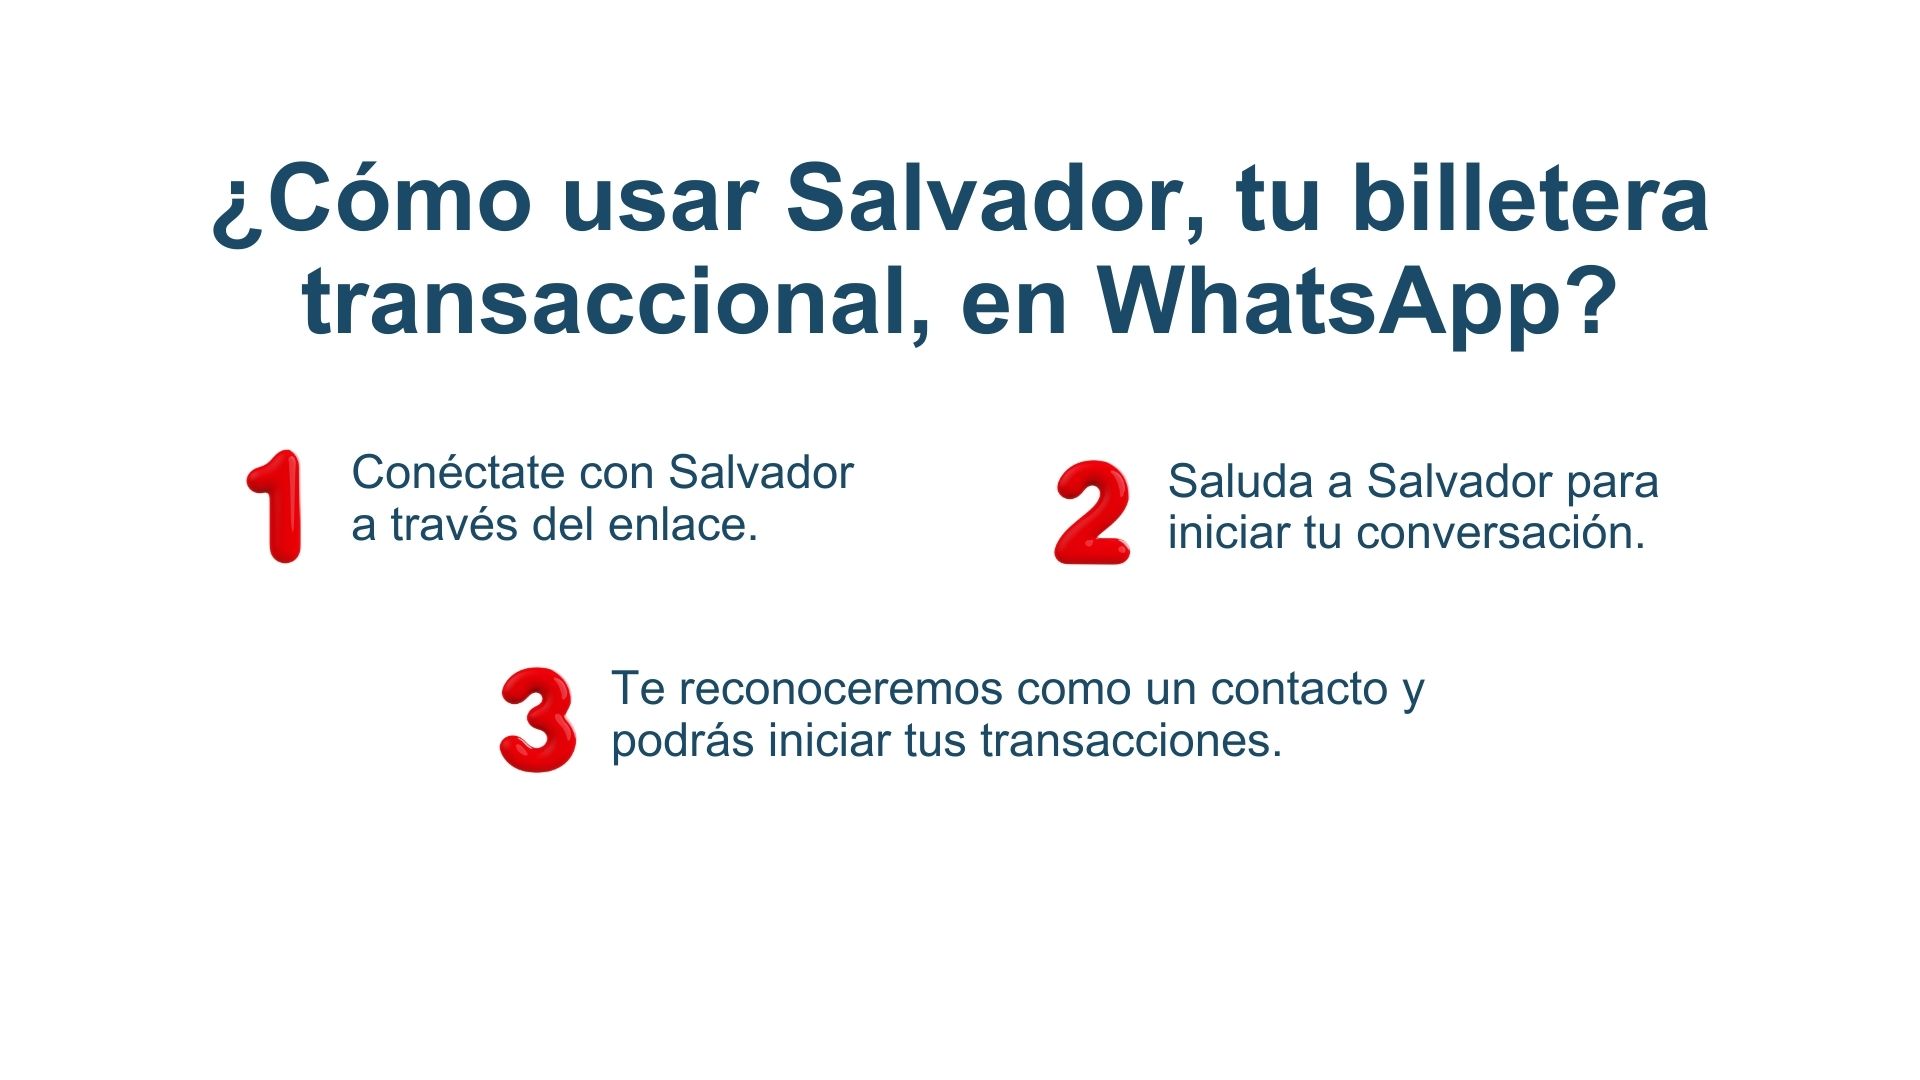 ¿Cómo usar Salvador, tu billetera
transaccional, en WhatsApp?
1
Conéctate con Salvador
a través del enlace.
2
Saluda a Salvador para
iniciar tu conversación.
3
Te reconoceremos como un contacto y
podrás iniciar tus transacciones.